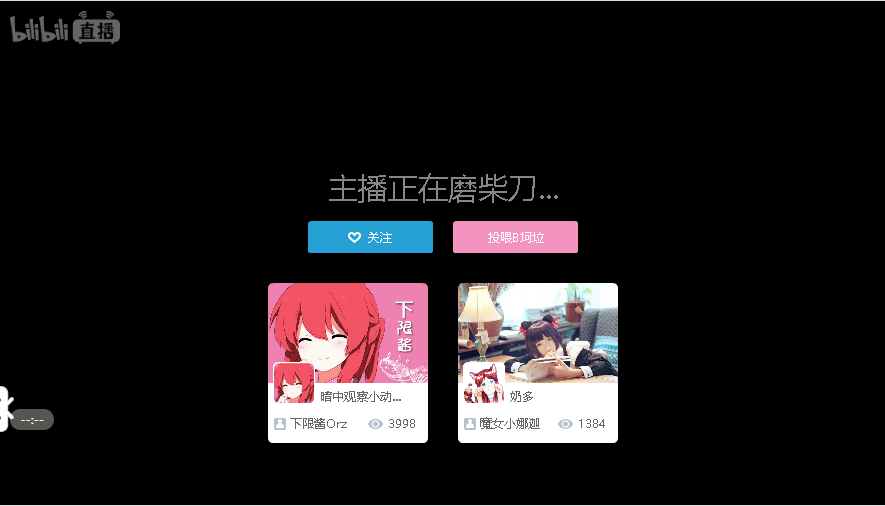 bilibili 直播
主播正在磨柴刀...
关注
投喂B坷垃
下限酱
暗中观察小动...
下限酱Orz
3998
奶多
魔女小娜迦
1384
--:--